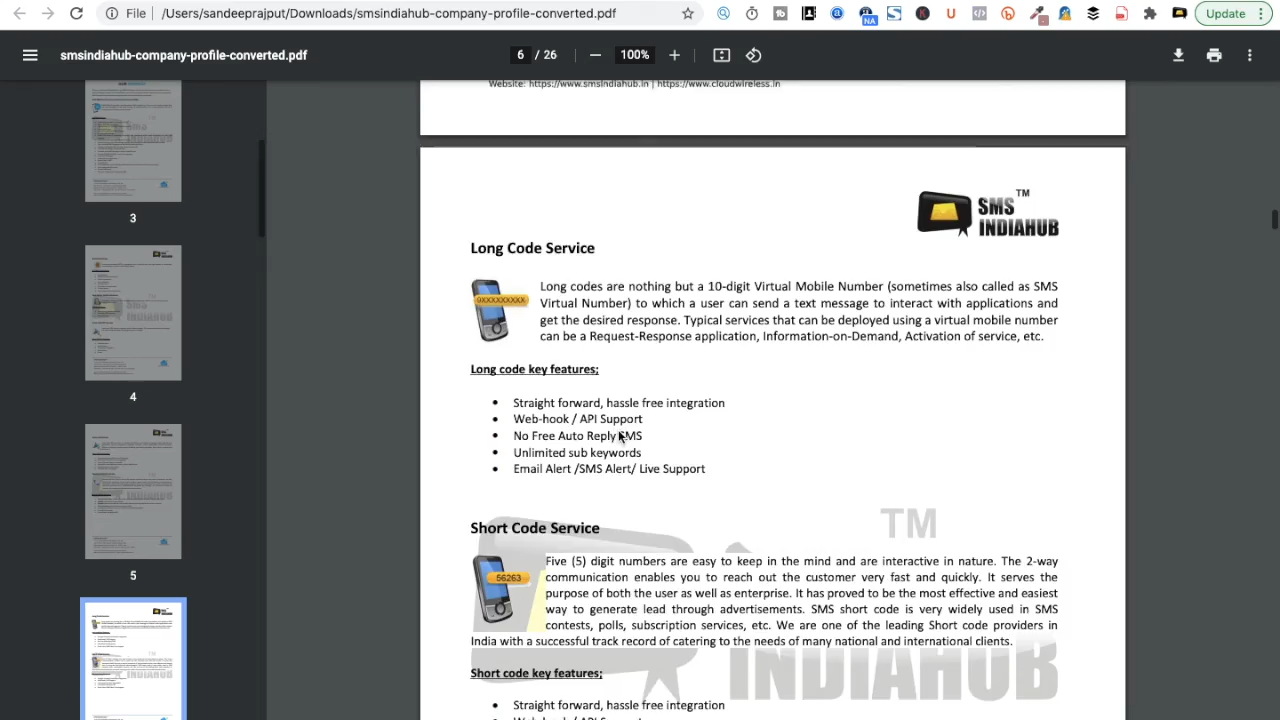 File
/Users/sandeeprajput/Downloads/smsindiahub-company-profile-converted.pdf
NA
Update
smsindiahub-company-profile-converted.pdf
6 / 26
100%
3
4
5
Website: https://www.smsindiahub.in | https://www.cloudwireless.in
TM
SMS
INDIAHUB
Long Code Service
9XXXXXXXXX
Long codes are nothing but a 10-digit Virtual Mobile Number (sometimes also called as SMS
Virtual Number) to which a user can send a text message to interact with applications and
get the desired response. Typical services that can be deployed using a virtual mobile number
can be a Request-Response application, Information-on-Demand, Activation of service, etc.
Long code key features;
• Straight forward, hassle free integration
• Web-hook / API Support
• No Free Auto Reply SMS
• Unlimited sub keywords
• Email Alert /SMS Alert/ Live Support
TM
Short Code Service
56263
Five (5) digit numbers are easy to keep in the mind and are interactive in nature. The 2-way
communication enables you to reach out the customer very fast and quickly. It serves the
purpose of both the user as well as enterprise. It has proved to be the most effective and easiest
way to generate lead through advertisements. SMS short code is very widely used in SMS
contests, polls, subscription services, etc. We are one of the leading Short code providers in
India with a successful track record of catering to the needs of many national and international clients.
INDIAHUB
Short code key features;
• Straight forward, hassle free integration
• Web-hook / API Support